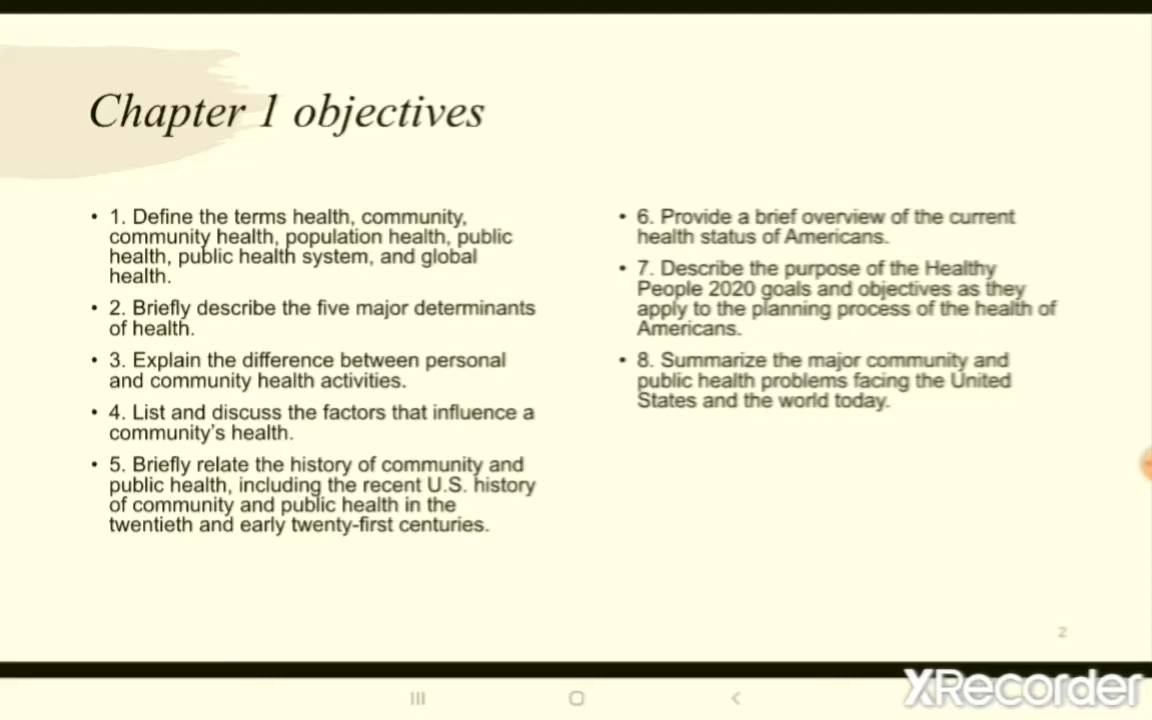 Chapter 1 objectives
• 1. Define the terms health, community,
community health, population health, public
health, public health system, and global
health.
• 2. Briefly describe the five major determinants
of health.
• 3. Explain the difference between personal
and community health activities.
• 4. List and discuss the factors that influence a
community’s health.
• 5. Briefly relate the history of community and
public health, including the recent U.S. history
of community and public health in the
twentieth and early twenty-first centuries.
• 6. Provide a brief overview of the current
health status of Americans.
• 7. Describe the purpose of the Healthy
People 2020 goals and objectives as they
apply to the planning process of the health of
Americans.
• 8. Summarize the major community and
public health problems facing the United
States and the world today.
2
XRecorder